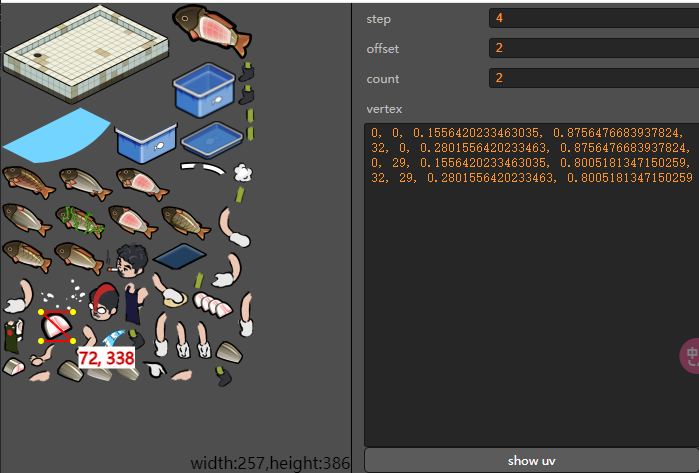 step
4
offset
2
count
2
vertex
0, 0, 0.1556420233463035, 0.8756476683937824,
32, 0, 0.2801556420233463, 0.8756476683937824,
0, 29, 0.1556420233463035, 0.8005181347150259,
32, 29, 0.2801556420233463, 0.8005181347150259
72, 338
中
width:257,height:386
show uv